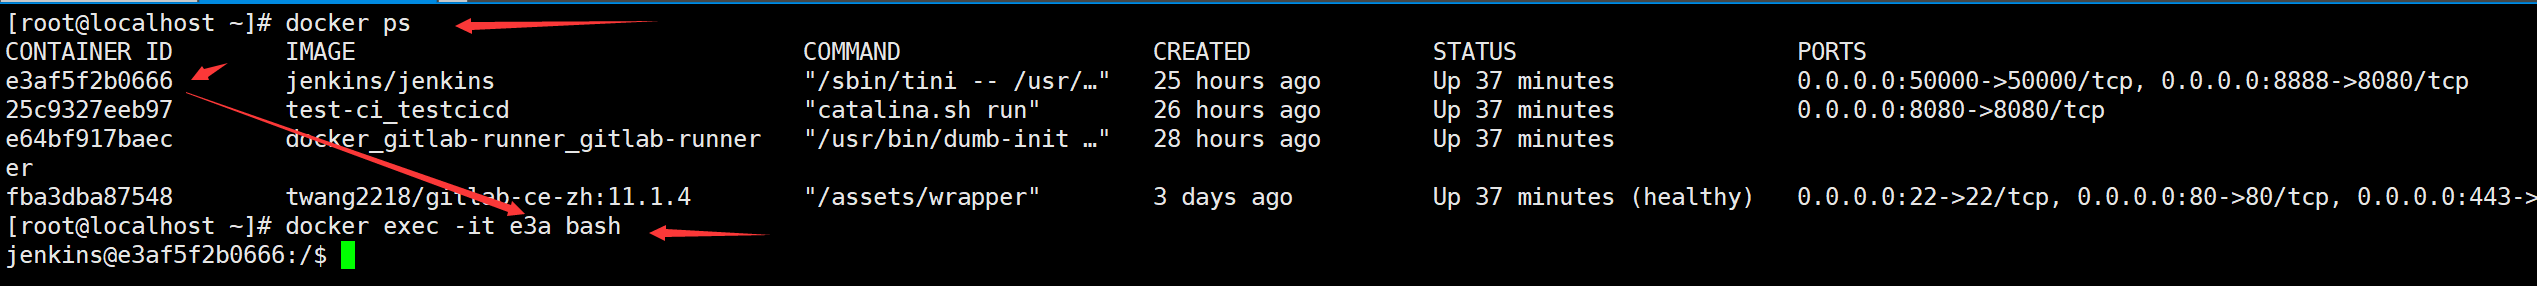 [root@localhost ~]# docker ps
CONTAINER ID        IMAGE                                COMMAND                  CREATED             STATUS                    PORTS
e3af5f2b0666        jenkins/jenkins                      "/sbin/tini -- /usr/…"   25 hours ago        Up 37 minutes             0.0.0.0:50000->50000/tcp, 0.0.0.0:8888->8080/tcp
25c9327eeb97        test-ci_testcicd                     "catalina.sh run"        26 hours ago        Up 37 minutes             0.0.0.0:8080->8080/tcp
e64bf917baec        docker_gitlab-runner_gitlab-runner   "/usr/bin/dumb-init …"   28 hours ago        Up 37 minutes
er
fba3dba87548        twang2218/gitlab-ce-zh:11.1.4        "/assets/wrapper"        3 days ago          Up 37 minutes (healthy)   0.0.0.0:22->22/tcp, 0.0.0.0:80->80/tcp, 0.0.0.0:443->
[root@localhost ~]# docker exec -it e3a bash
jenkins@e3af5f2b0666:/$